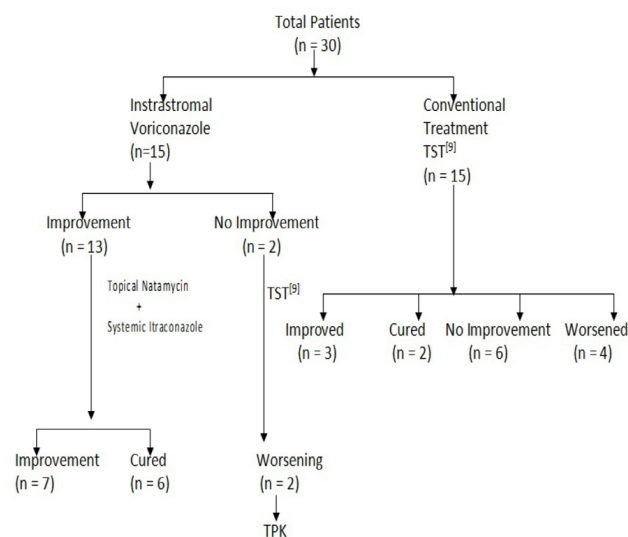 Total Patients
(n = 30)
Instrastromal
Voriconazole
(n=15)
Conventional
Treatment
TST[9]
(n = 15)
Improvement
(n = 13)
No Improvement
(n = 2)
Topical Natamycin
+
Systemic Itraconazole
TST[9]
Improved
(n = 3)
Cured
(n = 2)
No Improvement
(n = 6)
Worsened
(n = 4)
Improvement
(n = 7)
Cured
(n = 6)
Worsening
(n = 2)
TPK